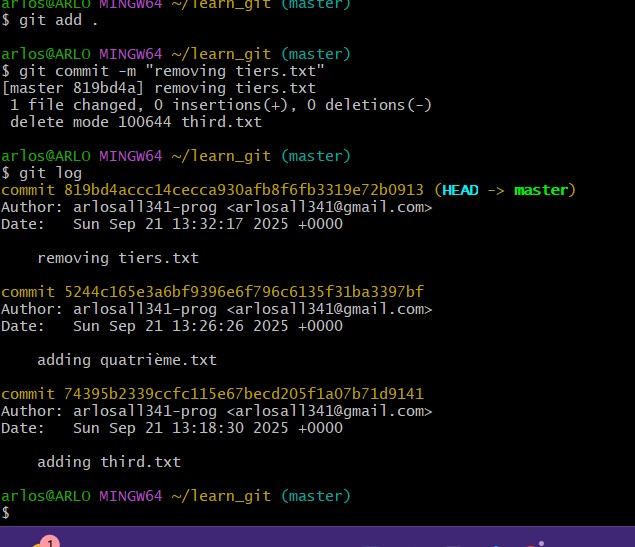 arlos@ARLO MINGW64 ~/learn_git (master)
$ git add .
arlos@ARLO MINGW64 ~/learn_git (master)
$ git commit -m "removing tiers.txt"
[master 819bd4a] removing tiers.txt
 1 file changed, 0 insertions(+), 0 deletions(-)
 delete mode 100644 third.txt
arlos@ARLO MINGW64 ~/learn_git (master)
$ git log
commit 819bd4accc14cecca930afb8f6fb3319e72b0913 (HEAD -> master)
Author: arlosall341-prog <arlosall341@gmail.com>
Date:   Sun Sep 21 13:32:17 2025 +0000
    removing tiers.txt
commit 5244c165e3a6bf9396e6f796c6135f31ba3397bf
Author: arlosall341-prog <arlosall341@gmail.com>
Date:   Sun Sep 21 13:26:26 2025 +0000
    adding quatrième.txt
commit 74395b2339ccfc115e67becd205f1a07b71d9141
Author: arlosall341-prog <arlosall341@gmail.com>
Date:   Sun Sep 21 13:18:30 2025 +0000
    adding third.txt
arlos@ARLO MINGW64 ~/learn_git (master)
$
1